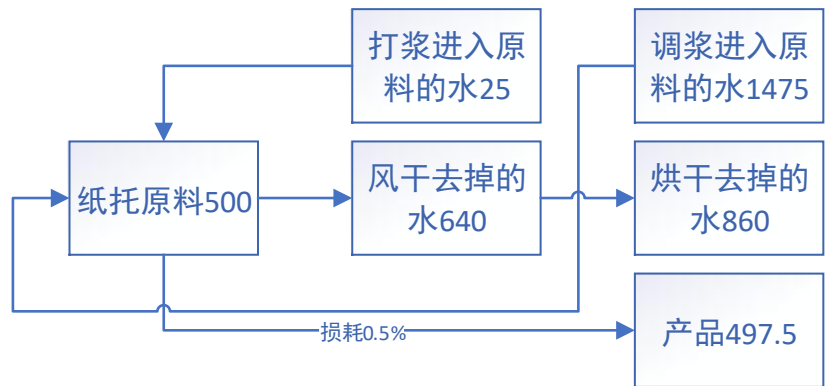 打浆进入原
料的水25
调浆进入原
料的水1475
纸托原料500
风干去掉的
水640
烘干去掉的
水860
损耗0.5%
产品497.5